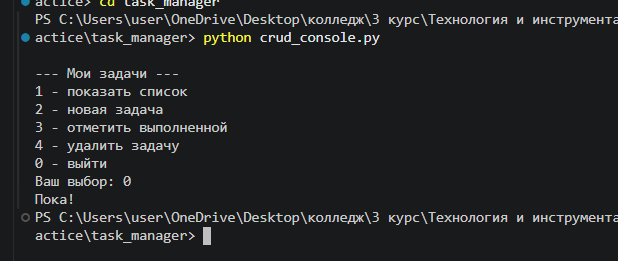 actice> cd task_manager
PS C:\Users\user\OneDrive\Desktop\колледж\3 курс\Технология и инструмента
actice\task_manager> python crud_console.py
--- Мои задачи ---
1 - показать список
2 - новая задача
3 - отметить выполненной
4 - удалить задачу
0 - выйти
Ваш выбор: 0
Пока!
PS C:\Users\user\OneDrive\Desktop\колледж\3 курс\Технология и инструмента
actice\task_manager>